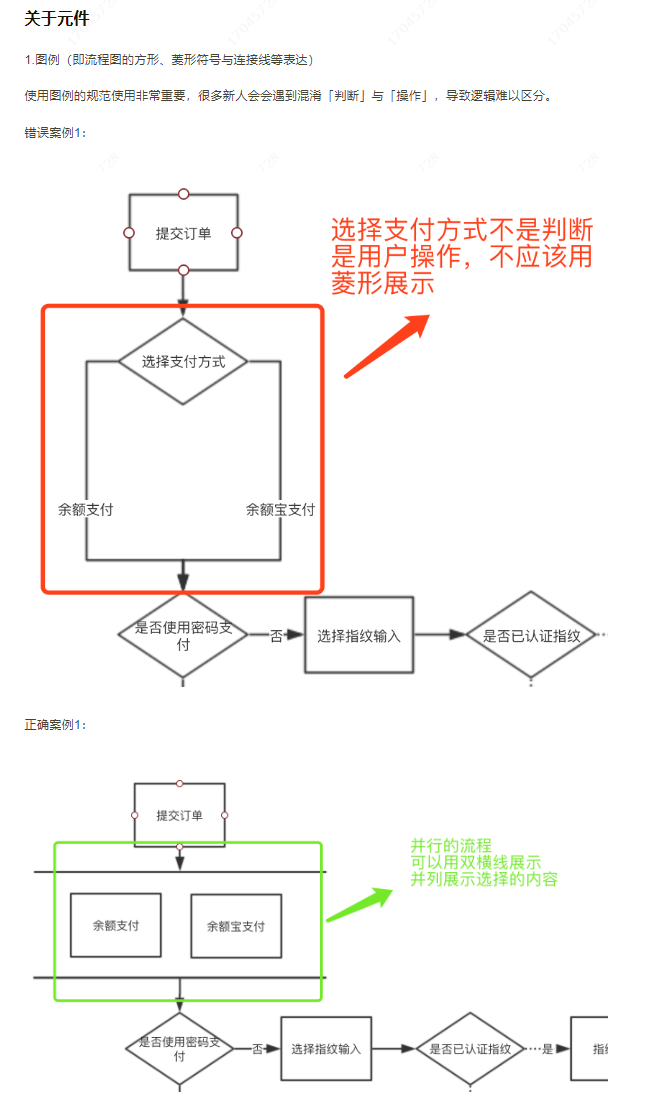 关于元件
1.图例（即流程图的方形、菱形符号与连接线等表达）
使用图例的规范使用非常重要，很多新人会会遇到混淆「判断」与「操作」，导致逻辑难以区分。
错误案例1：
提交订单
选择支付方式不是判断
是用户操作，不应该用
菱形展示
选择支付方式
余额支付
余额宝支付
是否使用密码支
付
否
选择指纹输入
是否已认证指纹
正确案例1：
提交订单
并行的流程
可以用双横线展示
并列展示选择的内容
余额支付
余额宝支付
是否使用密码支
付
否
选择指纹输入
是否已认证指纹
是